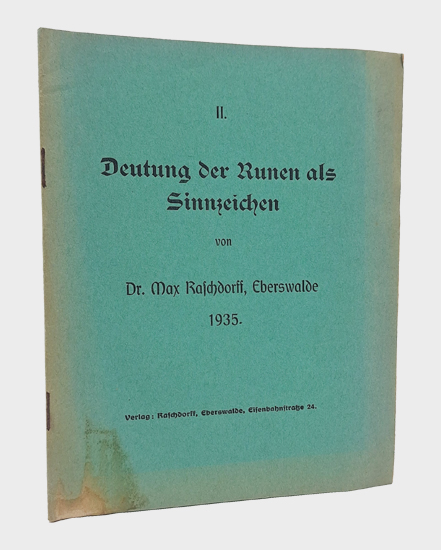 II.
Deutung der Runen als
Sinnzeichen
von
Dr. Max Raſchdorff, Eberswalde
1935.
Verlag: Raſchdorff, Eberswalde, Eiſenbahnſtraße 24.